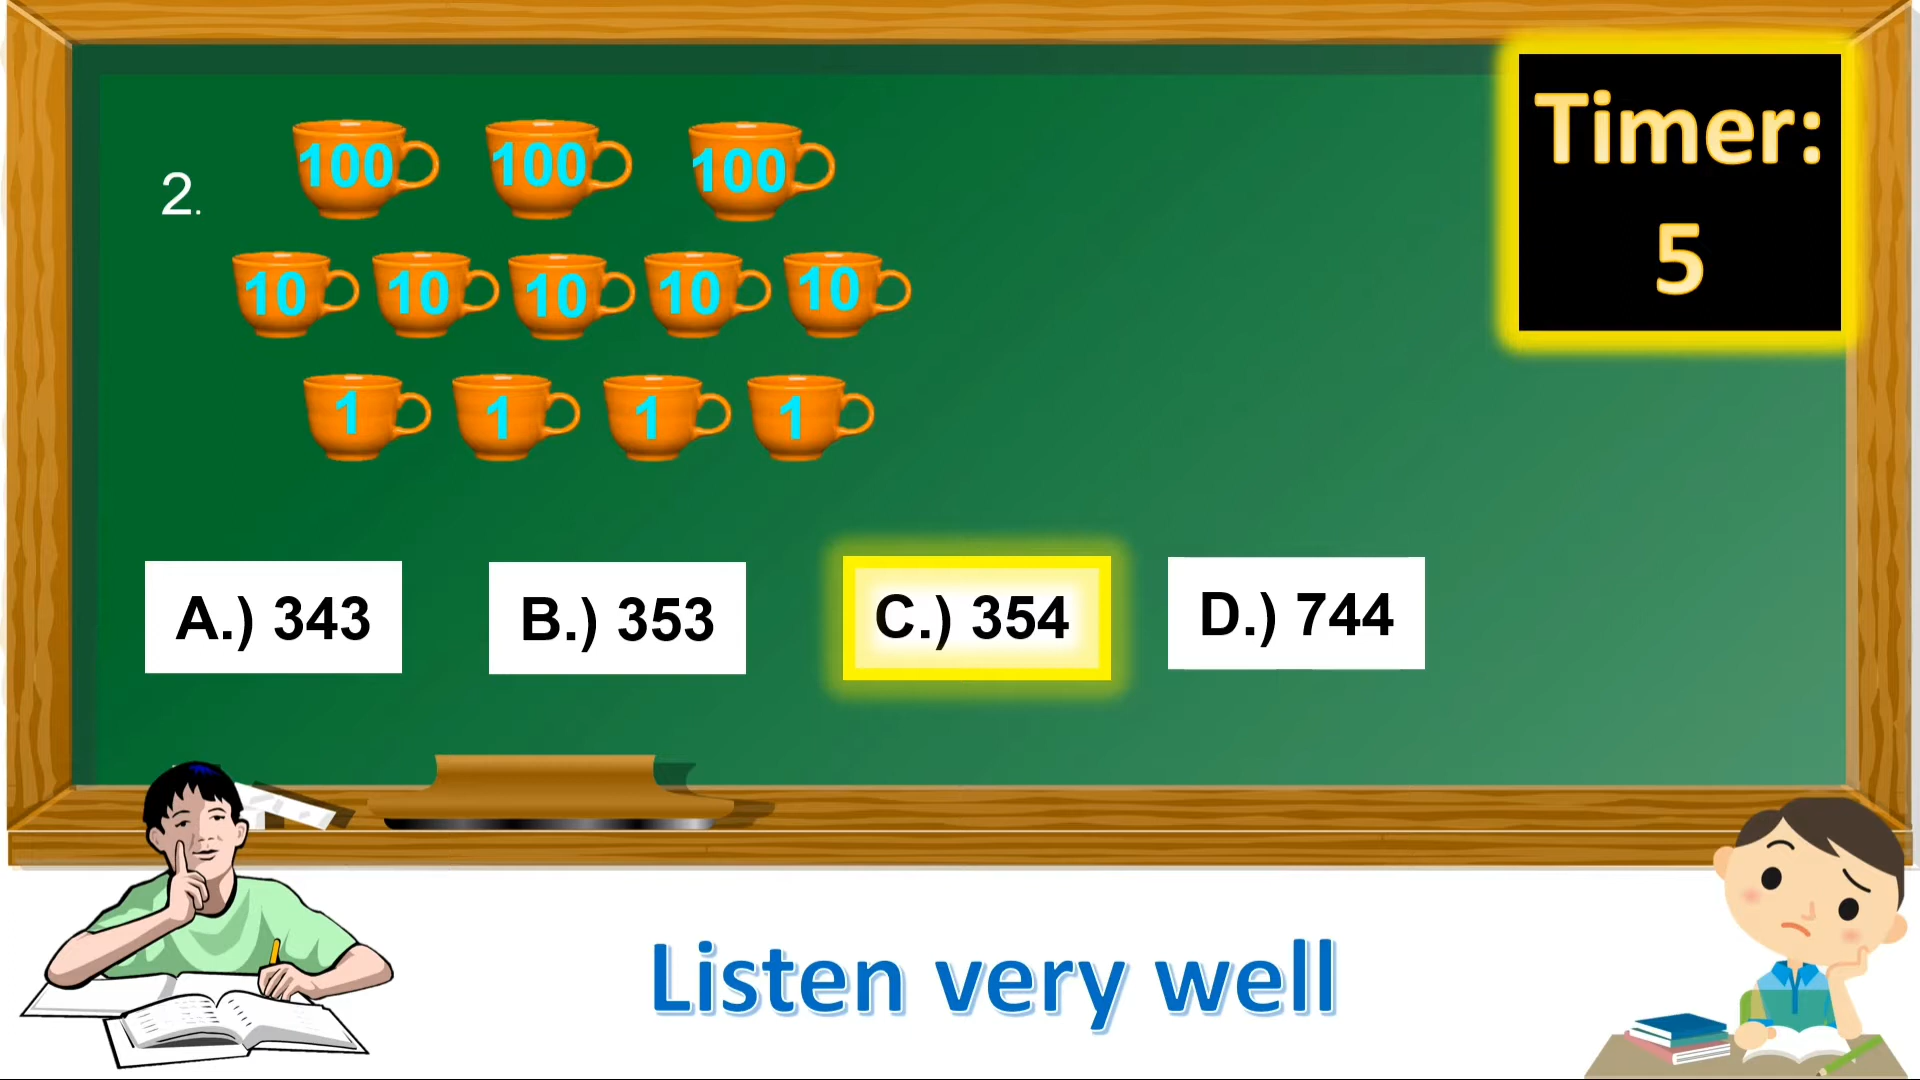 Timer:
5
2.
100 100 100
10 10 10 10 10
1 1 1 1
A.) 343 B.) 353 C.) 354 D.) 744
Listen very well